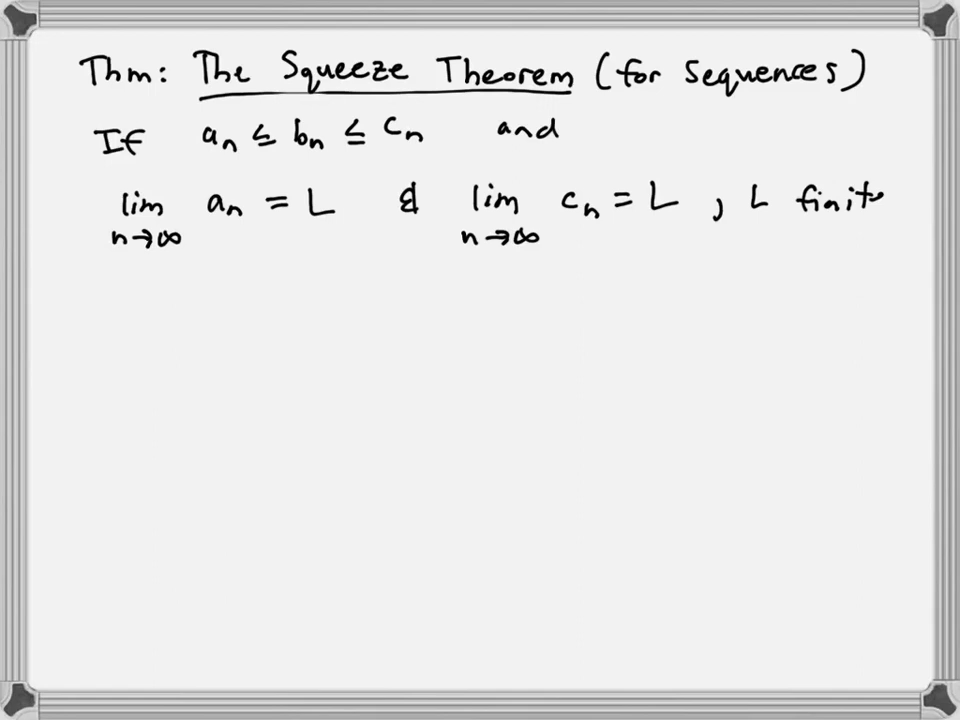 Thm: The Squeeze Theorem (for sequences)
If aₙ ≤ bₙ ≤ cₙ and
lim n→∞ aₙ = L & lim n→∞ cₙ = L , L finite